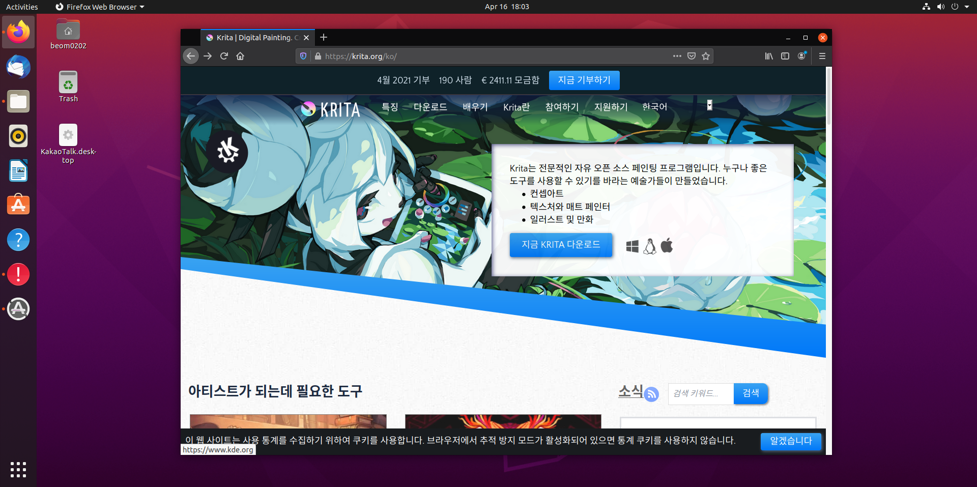 Activities
Firefox Web Browser
Apr 16 18:03
beom0202
Trash
KakaoTalk.desk-
top
Krita | Digital Painting. C
https://krita.org/ko/
4월 2021 기부 190 사람 € 2411.11 모금함 지금 기부하기
KRITA 특징 다운로드 배우기 Krita란 참여하기 지원하기 한국어
Krita는 전문적인 자유 오픈 소스 페인팅 프로그램입니다. 누구나 좋은
도구를 사용할 수 있기를 바라는 예술가들이 만들었습니다.
• 컨셉아트
• 텍스처와 매트 페인터
• 일러스트 및 만화
지금 KRITA 다운로드
아티스트가 되는데 필요한 도구
소식
검색 키워드...
검색
이 웹 사이트는 사용 통계를 수집하기 위하여 쿠키를 사용합니다. 브라우저에서 추적 방지 모드가 활성화되어 있으면 통계 쿠키를 사용하지 않습니다.
알겠습니다
https://www.kde.org